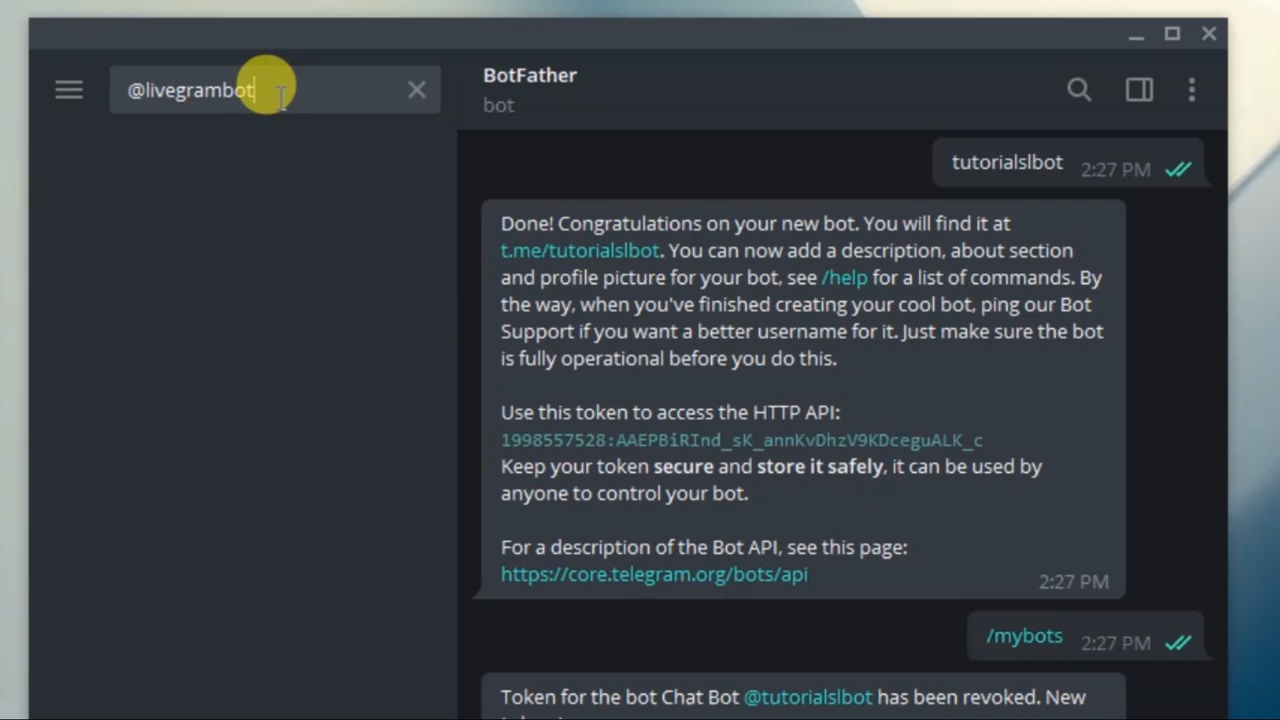 @livegrambot
BotFather
bot
tutorialslbot 2:27 PM
Done! Congratulations on your new bot. You will find it at
t.me/tutorialslbot. You can now add a description, about section
and profile picture for your bot, see /help for a list of commands. By
the way, when you've finished creating your cool bot, ping our Bot
Support if you want a better username for it. Just make sure the bot
is fully operational before you do this.
Use this token to access the HTTP API:
1998557528:AAEPBiRInd_sK_annKvDhzV9KDceguALK_c
Keep your token secure and store it safely, it can be used by
anyone to control your bot.
For a description of the Bot API, see this page:
https://core.telegram.org/bots/api
2:27 PM
/mybots 2:27 PM
Token for the bot Chat Bot @tutorialslbot has been revoked. New